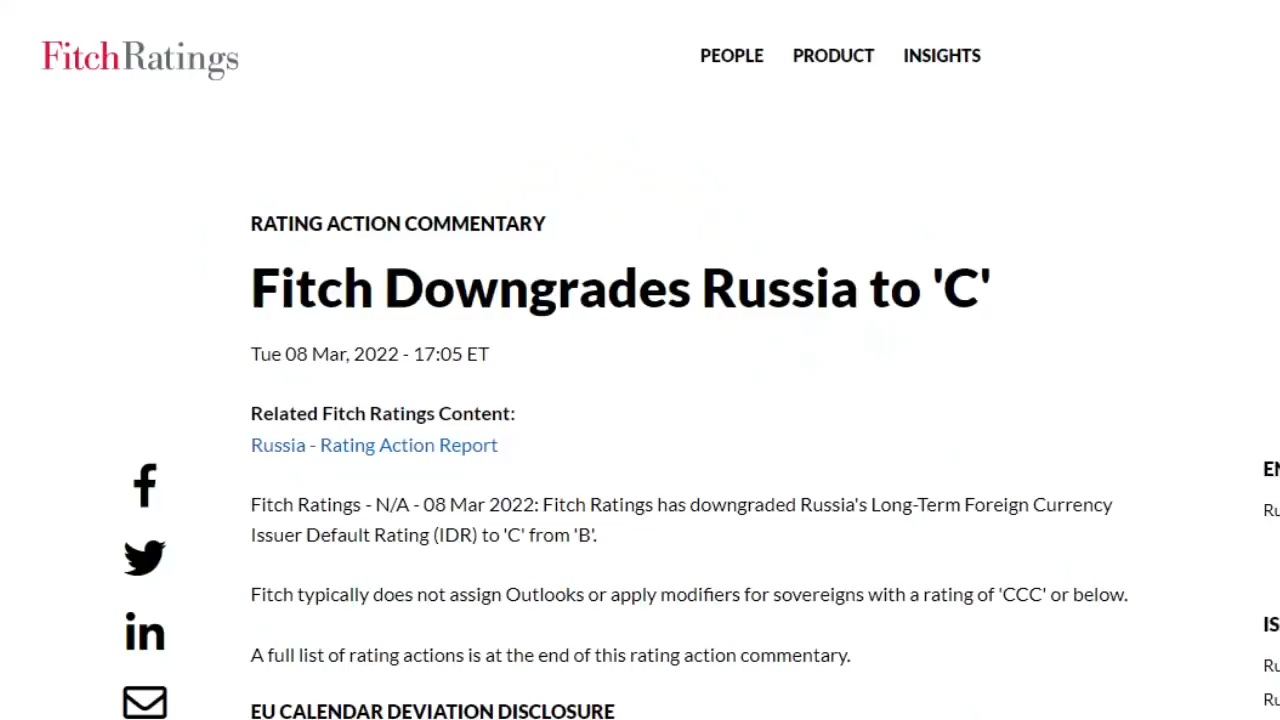 FitchRatings
PEOPLE PRODUCT INSIGHTS
RATING ACTION COMMENTARY
Fitch Downgrades Russia to 'C'
Tue 08 Mar, 2022 - 17:05 ET
Related Fitch Ratings Content:
Russia - Rating Action Report
Fitch Ratings - N/A - 08 Mar 2022: Fitch Ratings has downgraded Russia's Long-Term Foreign Currency
Issuer Default Rating (IDR) to 'C' from 'B'.
Fitch typically does not assign Outlooks or apply modifiers for sovereigns with a rating of 'CCC' or below.
A full list of rating actions is at the end of this rating action commentary.
EU CALENDAR DEVIATION DISCLOSURE